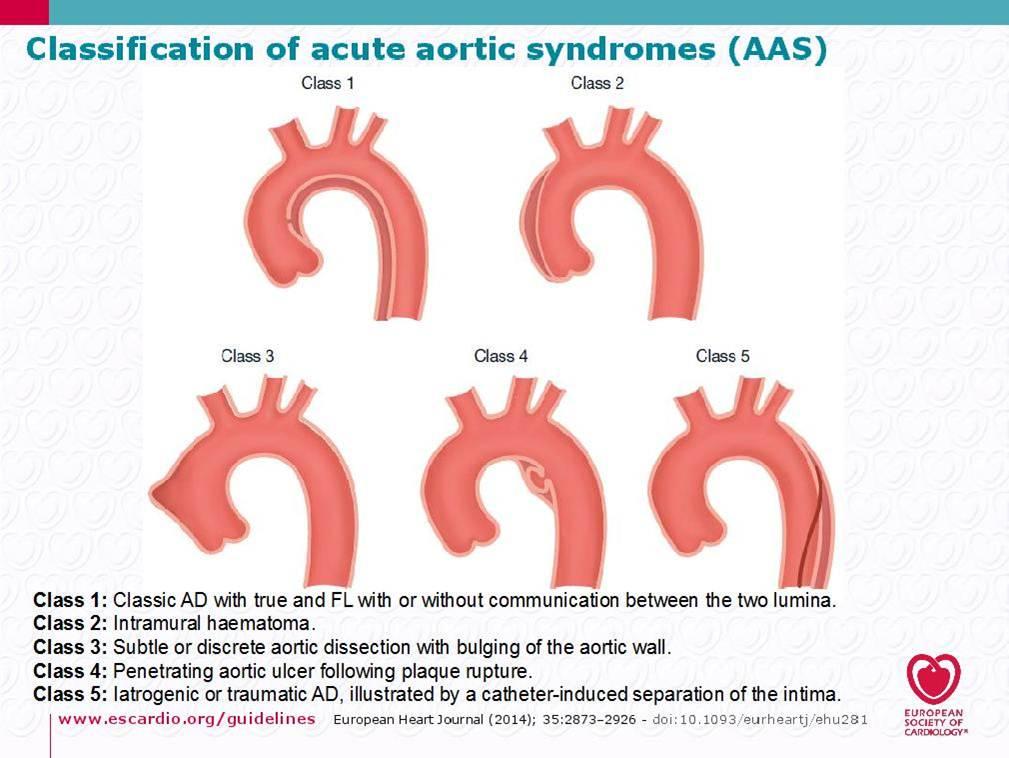 Classification of acute aortic syndromes (AAS)
Class 1
Class 2
Class 3
Class 4
Class 5
Class 1: Classic AD with true and FL with or without communication between the two lumina.
Class 2: Intramural haematoma.
Class 3: Subtle or discrete aortic dissection with bulging of the aortic wall.
Class 4: Penetrating aortic ulcer following plaque rupture.
Class 5: Iatrogenic or traumatic AD, illustrated by a catheter-induced separation of the intima.
www.escardio.org/guidelines European Heart Journal (2014); 35:2873–2926 - doi:10.1093/eurheartj/ehu281
EUROPEAN
SOCIETY OF
CARDIOLOGY®